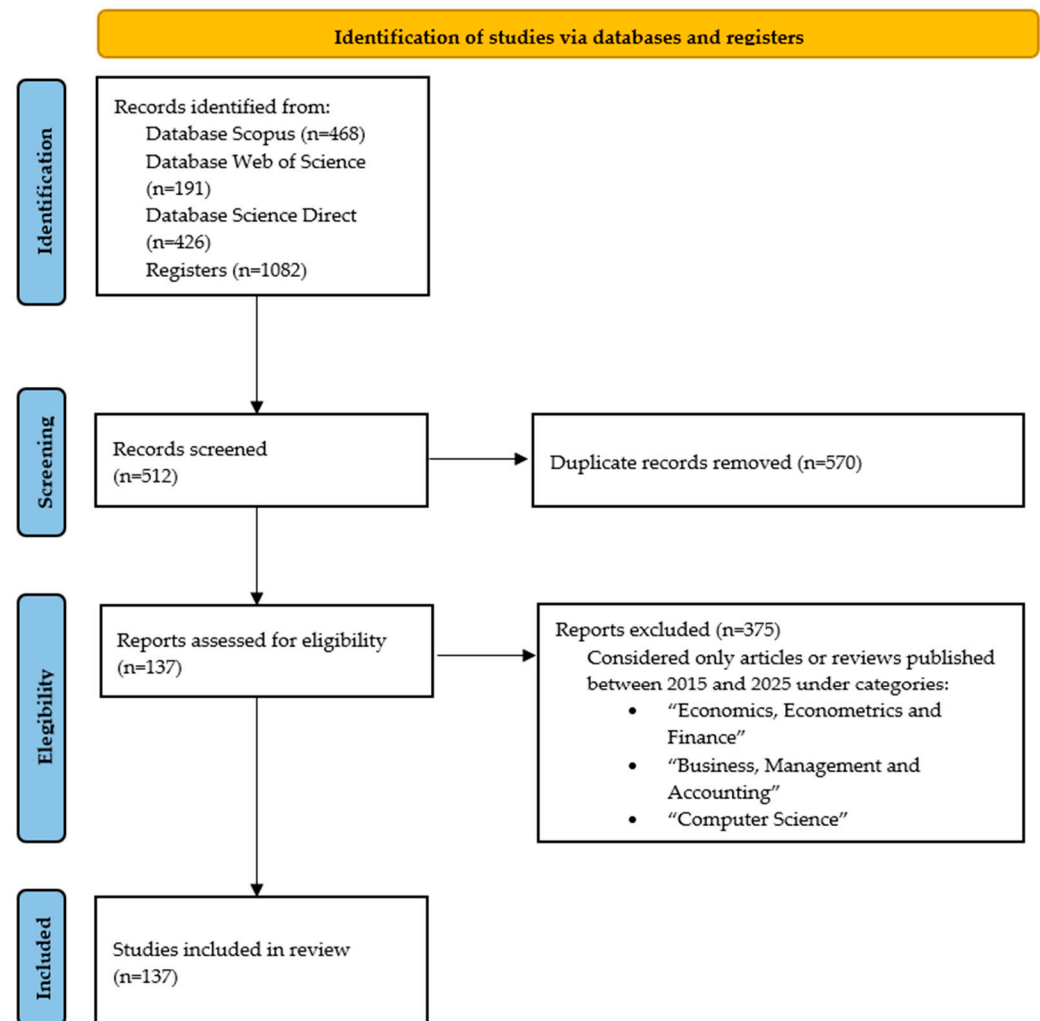 Identification of studies via databases and registers
Identification
Records identified from:
Database Scopus (n=468)
Database Web of Science
(n=191)
Database Science Direct
(n=426)
Registers (n=1082)
Screening
Records screened
(n=512)
Duplicate records removed (n=570)
Elegibility
Reports assessed for eligibility
(n=137)
Reports excluded (n=375)
Considered only articles or reviews published
between 2015 and 2025 under categories:
• “Economics, Econometrics and
Finance”
• “Business, Management and
Accounting”
• “Computer Science”
Included
Studies included in review
(n=137)